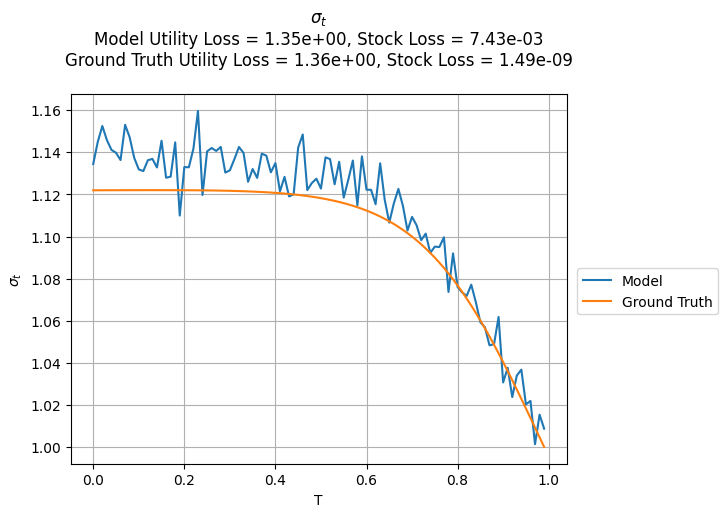 σt
Model Utility Loss = 1.35e+00, Stock Loss = 7.43e-03
Ground Truth Utility Loss = 1.36e+00, Stock Loss = 1.49e-09
1.16
1.14
1.12
1.10
1.08
1.06
1.04
1.02
1.00
σt
0.0 0.2 0.4 0.6 0.8 1.0
T
Model
Ground Truth